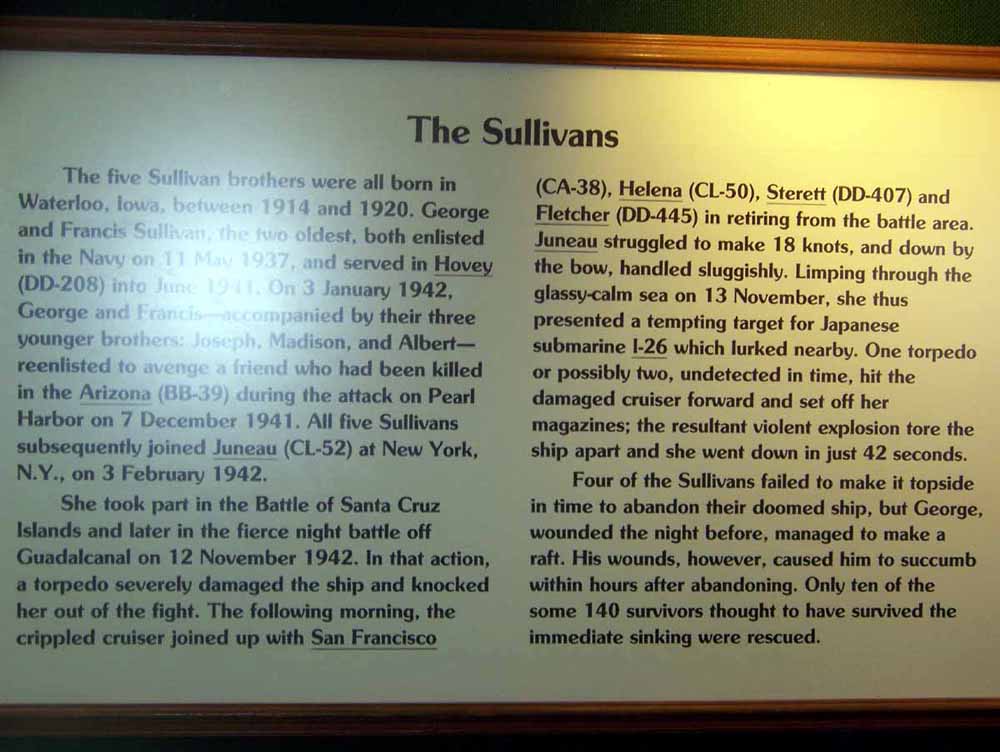 The Sullivans
The five Sullivan brothers were all born in
Waterloo, Iowa, between 1914 and 1920. George
and Francis Sullivan, the two oldest, both enlisted
in the Navy on 11 May 1937, and served in Hovey
(DD-208) into June 1941. On 3 January 1942,
George and Francis—accompanied by their three
younger brothers: Joseph, Madison, and Albert—
reenlisted to avenge a friend who had been killed
in the Arizona (BB-39) during the attack on Pearl
Harbor on 7 December 1941. All five Sullivans
subsequently joined Juneau (CL-52) at New York,
N.Y., on 3 February 1942.
She took part in the Battle of Santa Cruz
Islands and later in the fierce night battle off
Guadalcanal on 12 November 1942. In that action,
a torpedo severely damaged the ship and knocked
her out of the fight. The following morning, the
crippled cruiser joined up with San Francisco
(CA-38), Helena (CL-50), Sterett (DD-407) and
Fletcher (DD-445) in retiring from the battle area.
Juneau struggled to make 18 knots, and down by
the bow, handled sluggishly. Limping through the
glassy-calm sea on 13 November, she thus
presented a tempting target for Japanese
submarine I-26 which lurked nearby. One torpedo
or possibly two, undetected in time, hit the
damaged cruiser forward and set off her
magazines; the resultant violent explosion tore the
ship apart and she went down in just 42 seconds.
Four of the Sullivans failed to make it topside
in time to abandon their doomed ship, but George,
wounded the night before, managed to make a
raft. His wounds, however, caused him to succumb
within hours after abandoning. Only ten of the
some 140 survivors thought to have survived the
immediate sinking were rescued.